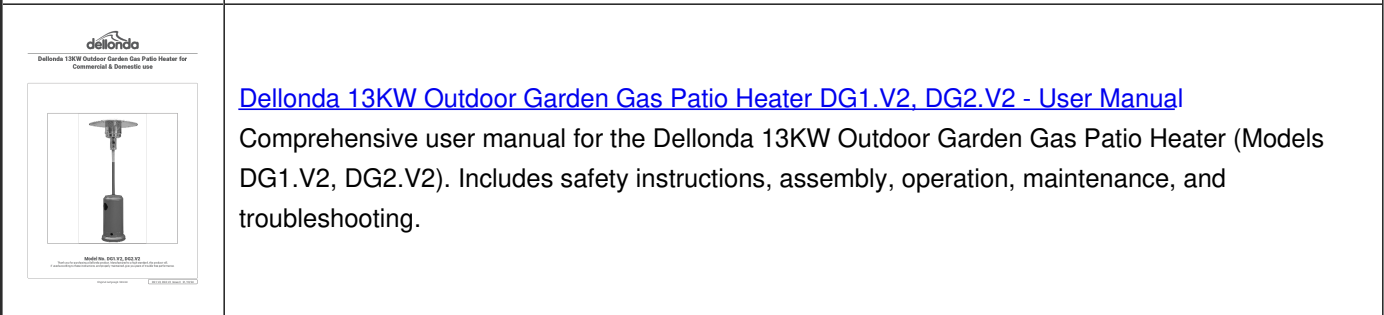 dellonda
Dellonda 13KW Outdoor Garden Gas Patio Heater for
Commercial & Domestic use
Model No. DG1.V2, DG2.V2
Dellonda 13KW Outdoor Garden Gas Patio Heater DG1.V2, DG2.V2 - User Manual
Comprehensive user manual for the Dellonda 13KW Outdoor Garden Gas Patio Heater (Models
DG1.V2, DG2.V2). Includes safety instructions, assembly, operation, maintenance, and
troubleshooting.